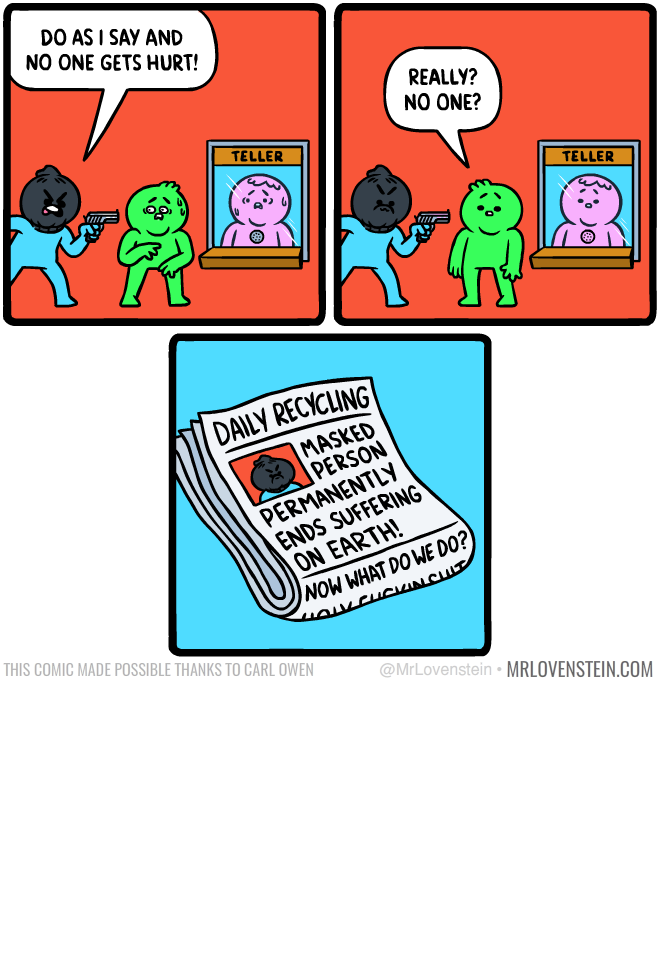 DO AS I SAY AND
NO ONE GETS HURT!
TELLER
REALLY?
NO ONE?
TELLER
DAILY RECYCLING
MASKED
PERSON
PERMANENTLY
ENDS SUFFERING
ON EARTH!
NOW WHAT DO WE DO?
THIS COMIC MADE POSSIBLE THANKS TO CARL OWEN
@MrLovenstein • MRLOVENSTEIN.COM